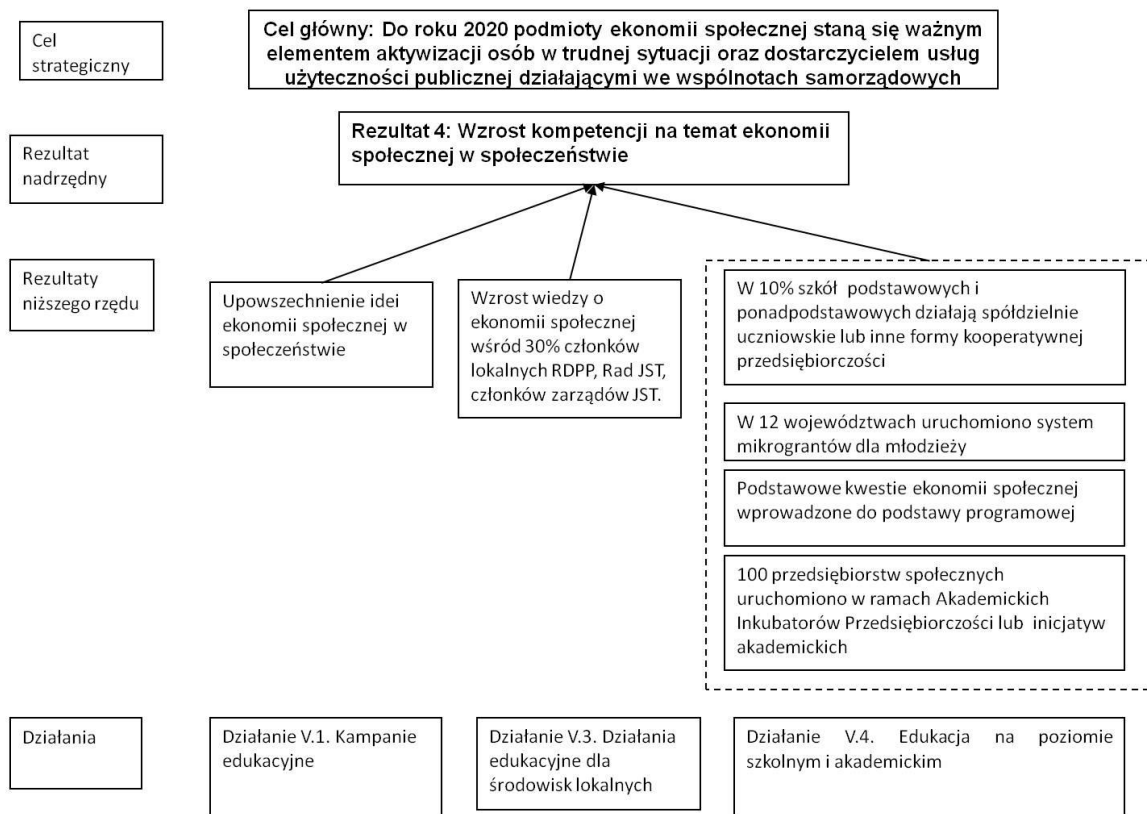 Cel
strategiczny
Cel główny: Do roku 2020 podmioty ekonomii społecznej staną się ważnym
elementem aktywizacji osób w trudnej sytuacji oraz dostarczycielem usług
użyteczności publicznej działającymi we wspólnotach samorządowych
Rezultat
nadrzędny
Rezultat 4: Wzrost kompetencji na temat ekonomii
społecznej w społeczeństwie
Rezultaty
niższego rzędu
Upowszechnienie idei
ekonomii społecznej w
społeczeństwie
Wzrost wiedzy o
ekonomii społecznej
wśród 30% członków
lokalnych RDPP, Rad JST,
członków zarządów JST.
W 10% szkół podstawowych i
ponadpodstawowych działają spółdzielnie
uczniowskie lub inne formy kooperatywnej
przedsiębiorczości
W 12 województwach uruchomiono system
mikrograntów dla młodzieży
Podstawowe kwestie ekonomii społecznej
wprowadzone do podstawy programowej
100 przedsiębiorstw społecznych
uruchomiono w ramach Akademickich
Inkubatorów Przedsiębiorczości lub inicjatyw
akademickich
Działania
Działanie V.1. Kampanie
edukacyjne
Działanie V.3. Działania
edukacyjne dla
środowisk lokalnych
Działanie V.4. Edukacja na poziomie
szkolnym i akademickim